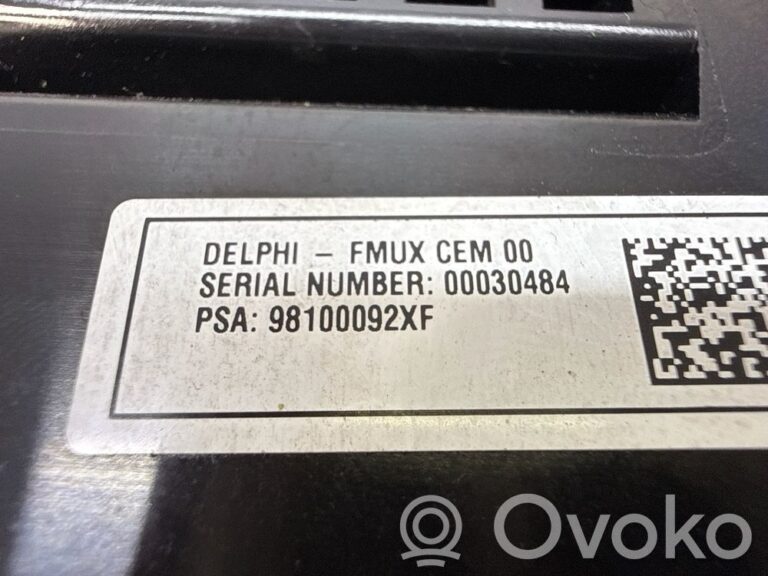 DELPHI – FMUX CEM 00
SERIAL NUMBER: 00030484
PSA: 98100092XF
Ovoko